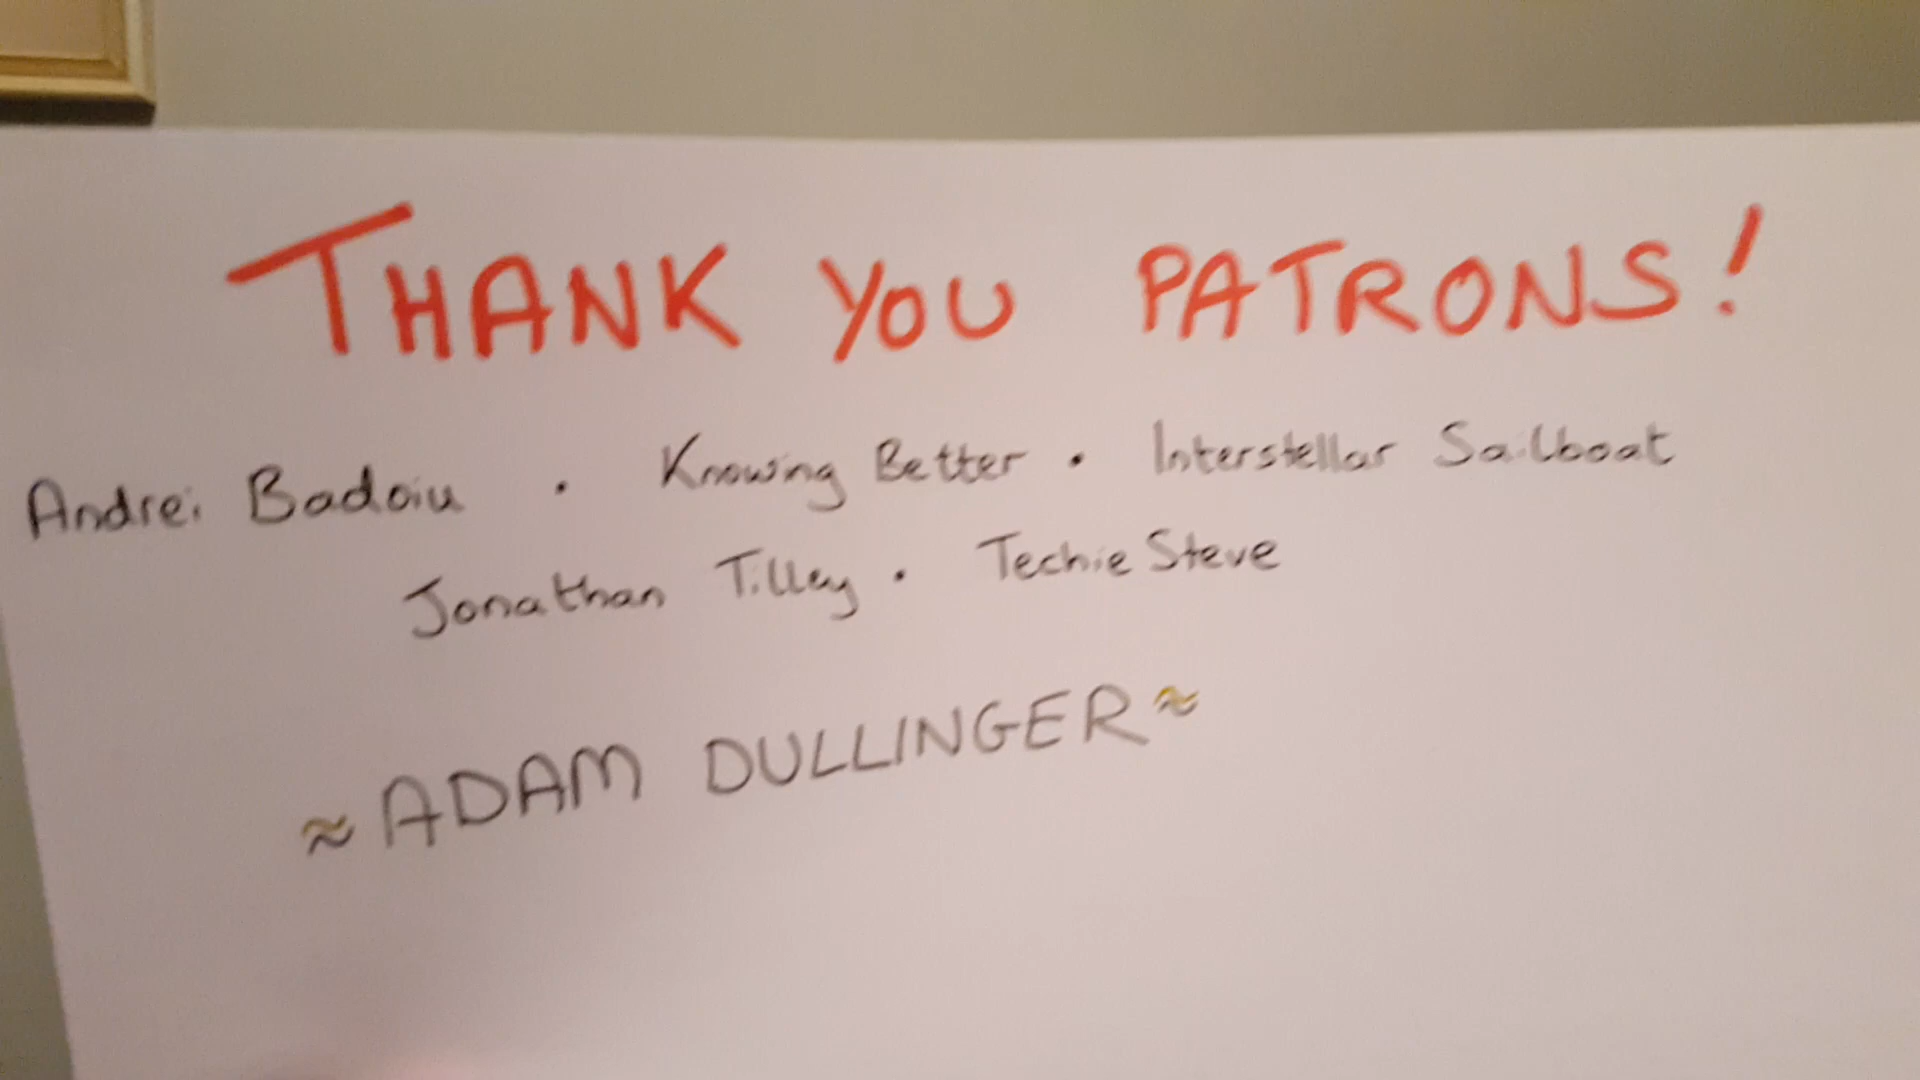 THANK YOU PATRONS!
Andrei Badoiu • Knowing Better • Interstellar Sailboat
Jonathan Tilley • Techie Steve
≈ ADAM DULLINGER ≈